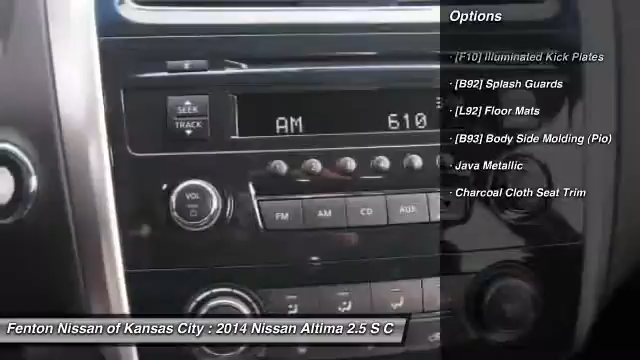 Options
· [F10] Illuminated Kick Plates
· [B92] Splash Guards
· [L92] Floor Mats
· [B93] Body Side Molding (Pio)
· Java Metallic
· Charcoal Cloth Seat Trim
SEEK
TRACK
AM 610
VOL
FM AM CD AUX
Fenton Nissan of Kansas City : 2014 Nissan Altima 2.5 S C